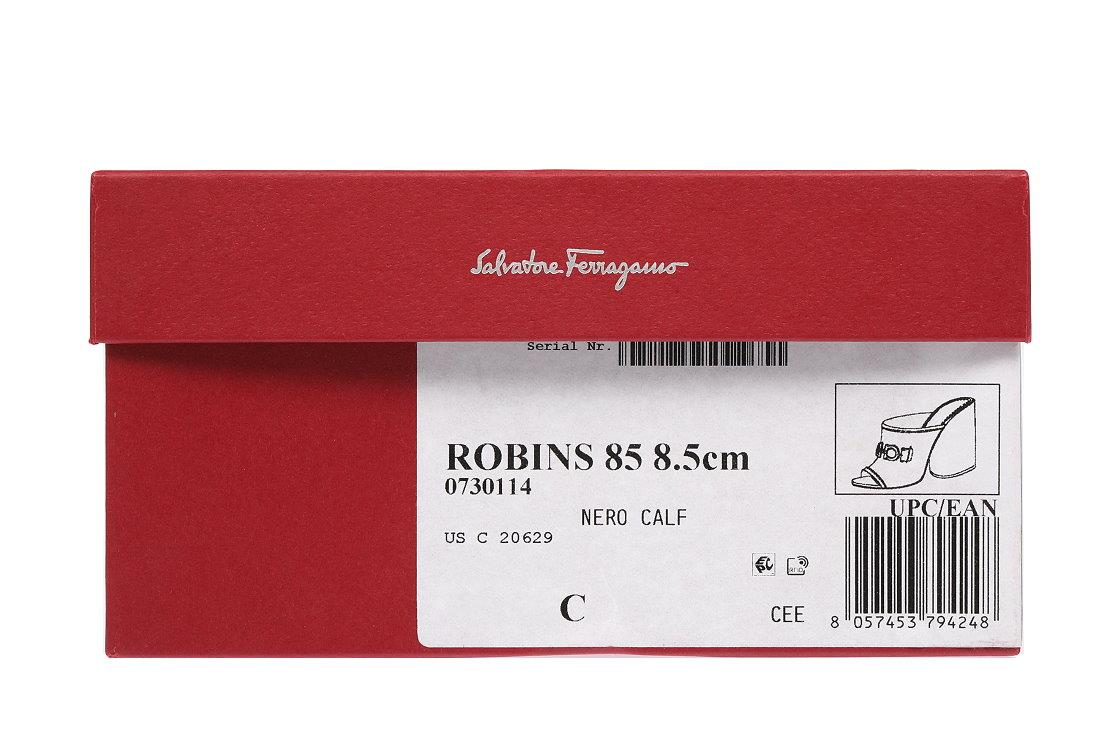 Salvatore Ferragamo
Serial Nr.
ROBINS 85 8.5cm
0730114
NERO CALF
US C 20629
UPC/EAN
C
CEE
8 057453 794248